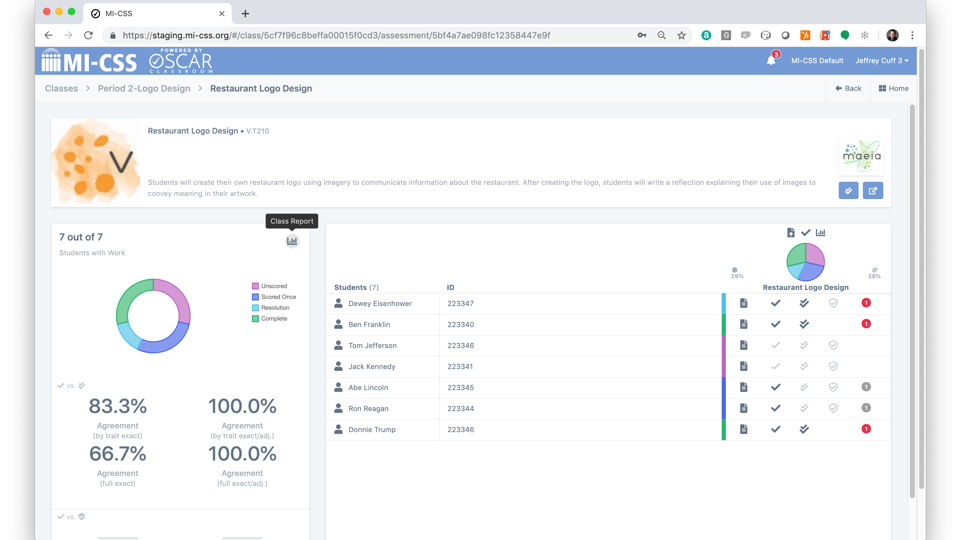 MI-CSS
https://staging.mi-css.org/#/class/5cf7f96c8beffa00015f0cd3/assessment/5bf4a7ae098fc12358447e9f
MI-CSS
POWERED BY
OSCAR
CLASSROOM
3
MI-CSS Default
Jeffrey Cuff 3
Classes > Period 2-Logo Design > Restaurant Logo Design
Back
Home
Restaurant Logo Design • V.T210
V
maeia
Students will create their own restaurant logo using imagery to communicate information about the restaurant. After creating the logo, students will write a reflection explaining their use of images to
convey meaning in their artwork.
Class Report
7 out of 7
Students with Work
Unscored
Scored Once
Resolution
Complete
vs.
83.3%
Agreement
(by trait exact)
100.0%
Agreement
(by trait exact/adj.)
66.7%
Agreement
(full exact)
100.0%
Agreement
(full exact/adj.)
vs.
29%
29%
Students (7) ID Restaurant Logo Design
Dewey Eisenhower 223347 1
Ben Franklin 223340 1
Tom Jefferson 223346
Jack Kennedy 223341
Abe Lincoln 223345 1
Ron Reagan 223344 1
Donnie Trump 223346 1